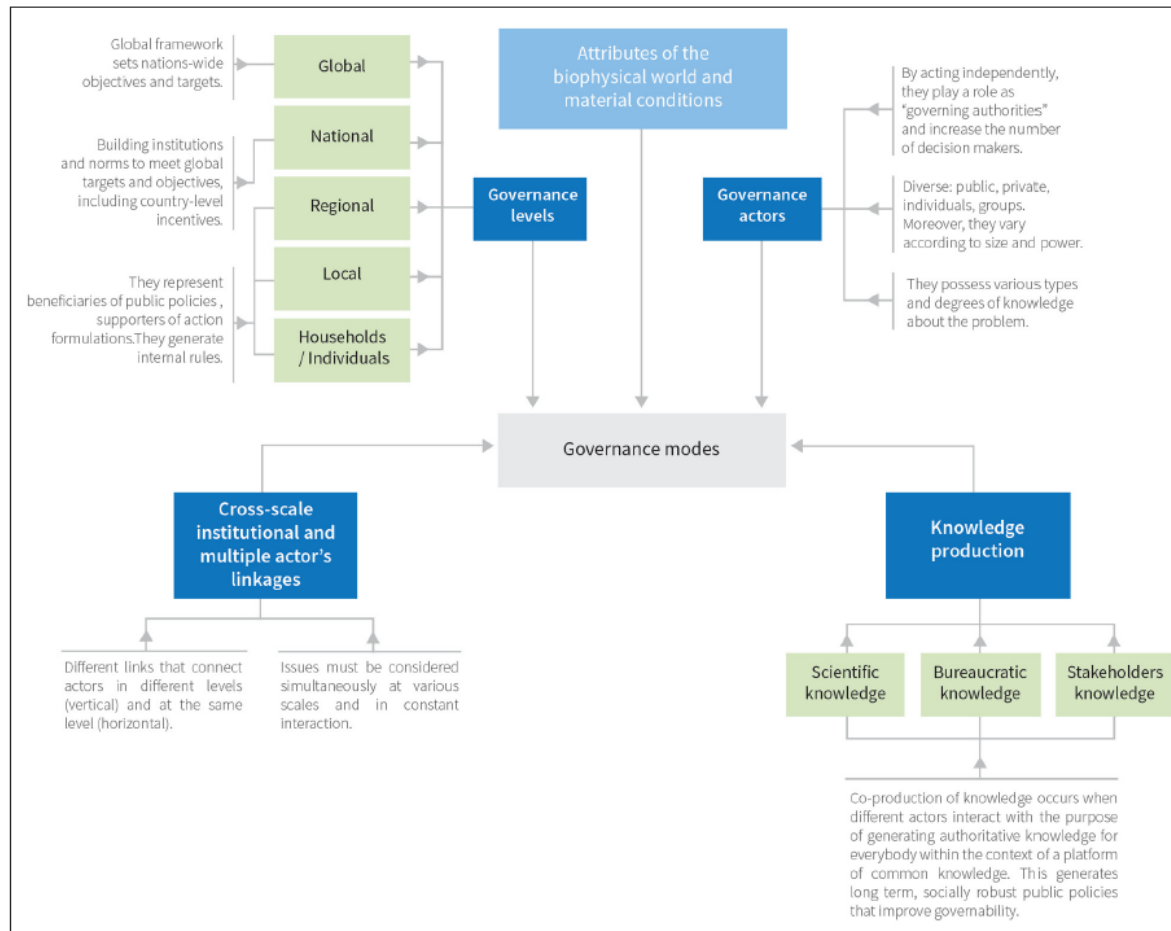 Global framework
sets nations-wide
objectives and targets.
Global
Building institutions
and norms to meet global
targets and objectives,
including country-level
incentives.
National
Regional
They represent
beneficiaries of public policies ,
supporters of action
formulations.They generate
internal rules.
Local
Households
/ Individuals
Governance
levels
Attributes of the
biophysical world and
material conditions
Governance
actors
By acting independently,
they play a role as
“governing authorities”
and increase the number
of decision makers.
Diverse: public, private,
individuals, groups.
Moreover, they vary
according to size and power.
They possess various types
and degrees of knowledge
about the problem.
Governance modes
Cross-scale
institutional and
multiple actor’s
linkages
Different links that connect
actors in different levels
(vertical) and at the same
level (horizontal).
Issues must be considered
simultaneously at various
scales and in constant
interaction.
Knowledge
production
Scientific
knowledge
Bureaucratic
knowledge
Stakeholders
knowledge
Co-production of knowledge occurs when
different actors interact with the purpose
of generating authoritative knowledge for
everybody within the context of a platform
of common knowledge. This generates
long term, socially robust public policies
that improve governability.